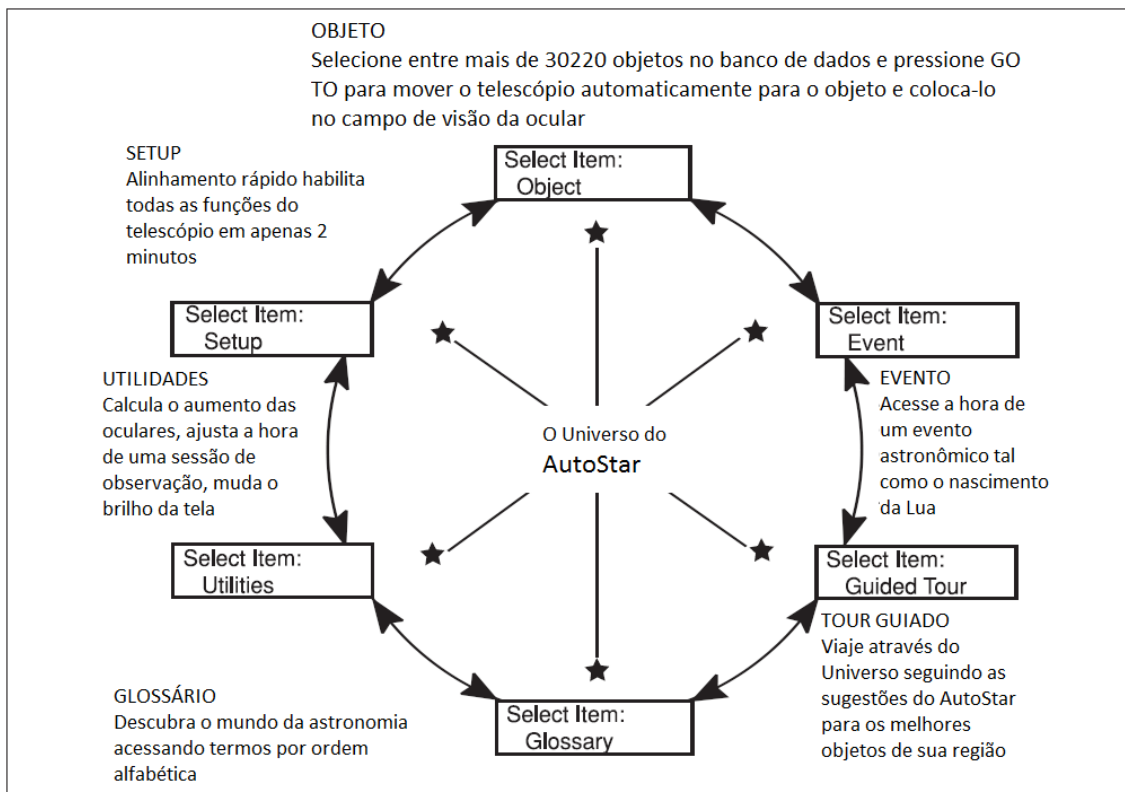 OBJETO
Selecione entre mais de 30220 objetos no banco de dados e pressione GO
TO para mover o telescópio automaticamente para o objeto e coloca-lo
no campo de visão da ocular
SETUP
Alinhamento rápido habilita
todas as funções do
telescópio em apenas 2
minutos
Select Item:
Object
Select Item:
Setup
Select Item:
Event
UTILIDADES
Calcula o aumento das
oculares, ajusta a hora
de uma sessão de
observação, muda o
brilho da tela
O Universo do
AutoStar
EVENTO
Acesse a hora de
um evento
astronômico tal
como o nascimento
da Lua
Select Item:
Utilities
Select Item:
Guided Tour
TOUR GUIADO
Viaje através do
Universo seguindo as
sugestões do AutoStar
para os melhores
objetos de sua região
GLOSSÁRIO
Descubra o mundo da astronomia
acessando termos por ordem
alfabética
Select Item:
Glossary